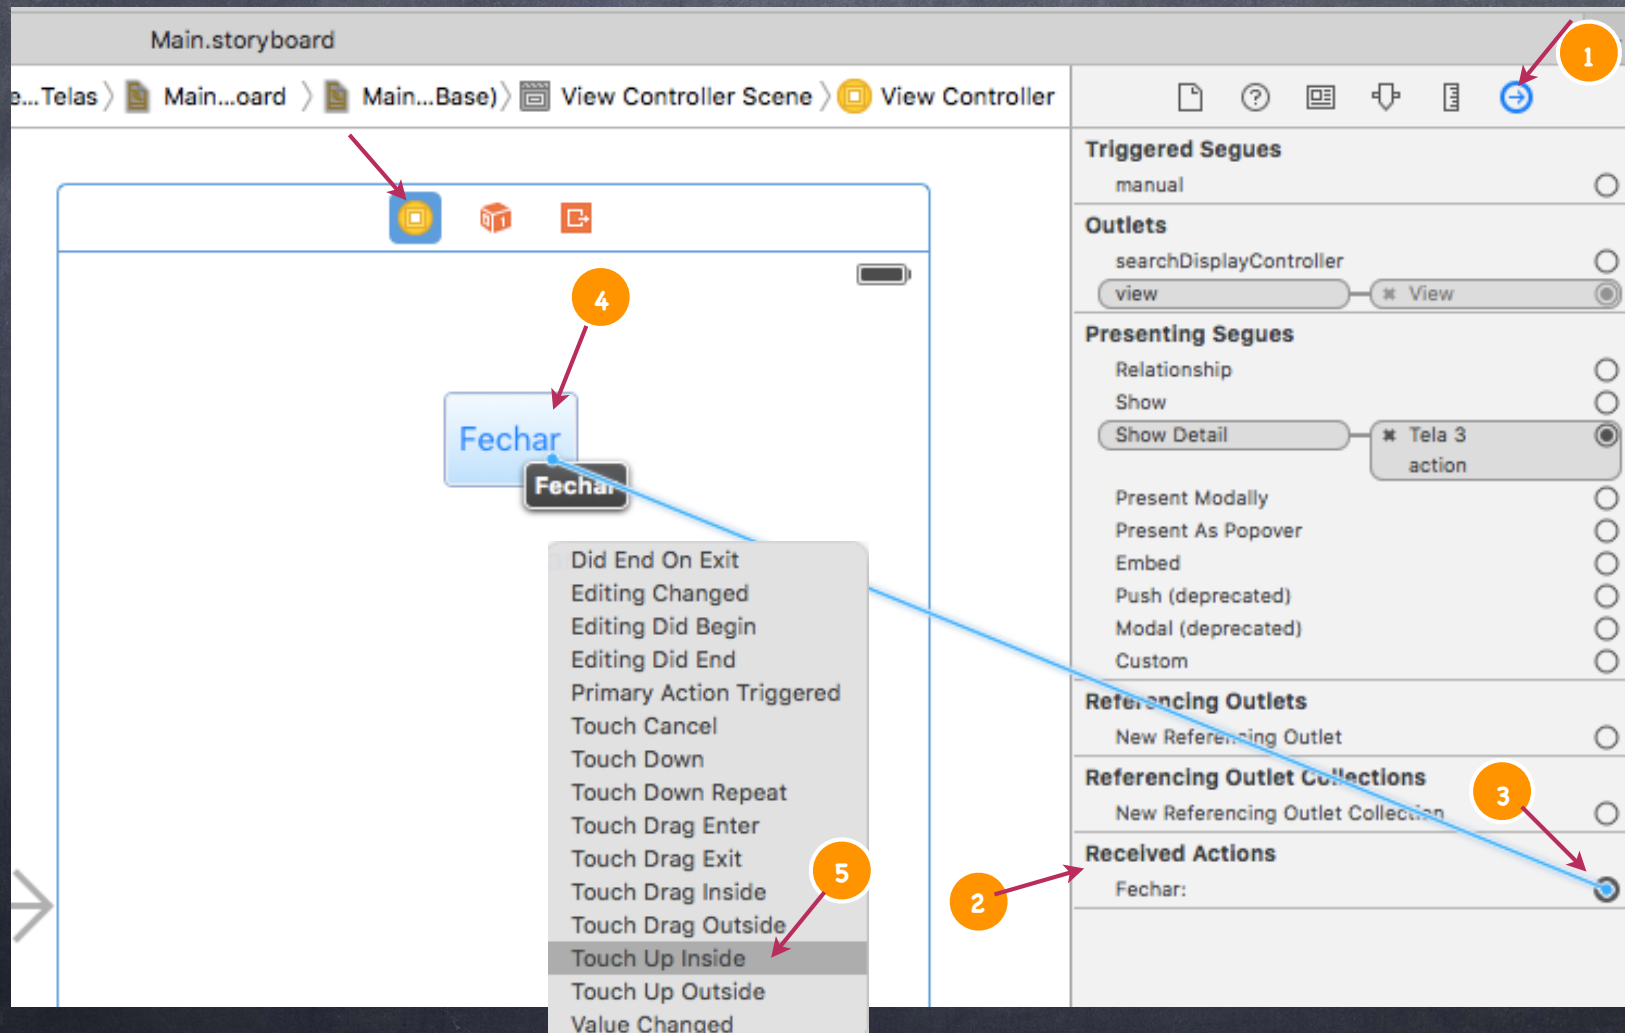 Main.storyboard
e...Telas
Main...oard
Main...Base)
View Controller Scene
View Controller
1
4
Fechar
Fechar
Did End On Exit
Editing Changed
Editing Did Begin
Editing Did End
Primary Action Triggered
Touch Cancel
Touch Down
Touch Down Repeat
Touch Drag Enter
Touch Drag Exit
Touch Drag Inside
Touch Drag Outside
Touch Up Inside
Touch Up Outside
Value Changed
5
Triggered Segues
manual
Outlets
searchDisplayController
view
View
Presenting Segues
Relationship
Show
Show Detail
Tela 3
action
Present Modally
Present As Popover
Embed
Push (deprecated)
Modal (deprecated)
Custom
Referencing Outlets
New Referencing Outlet
Referencing Outlet Collections
New Referencing Outlet Collection
3
Received Actions
2
Fechar: